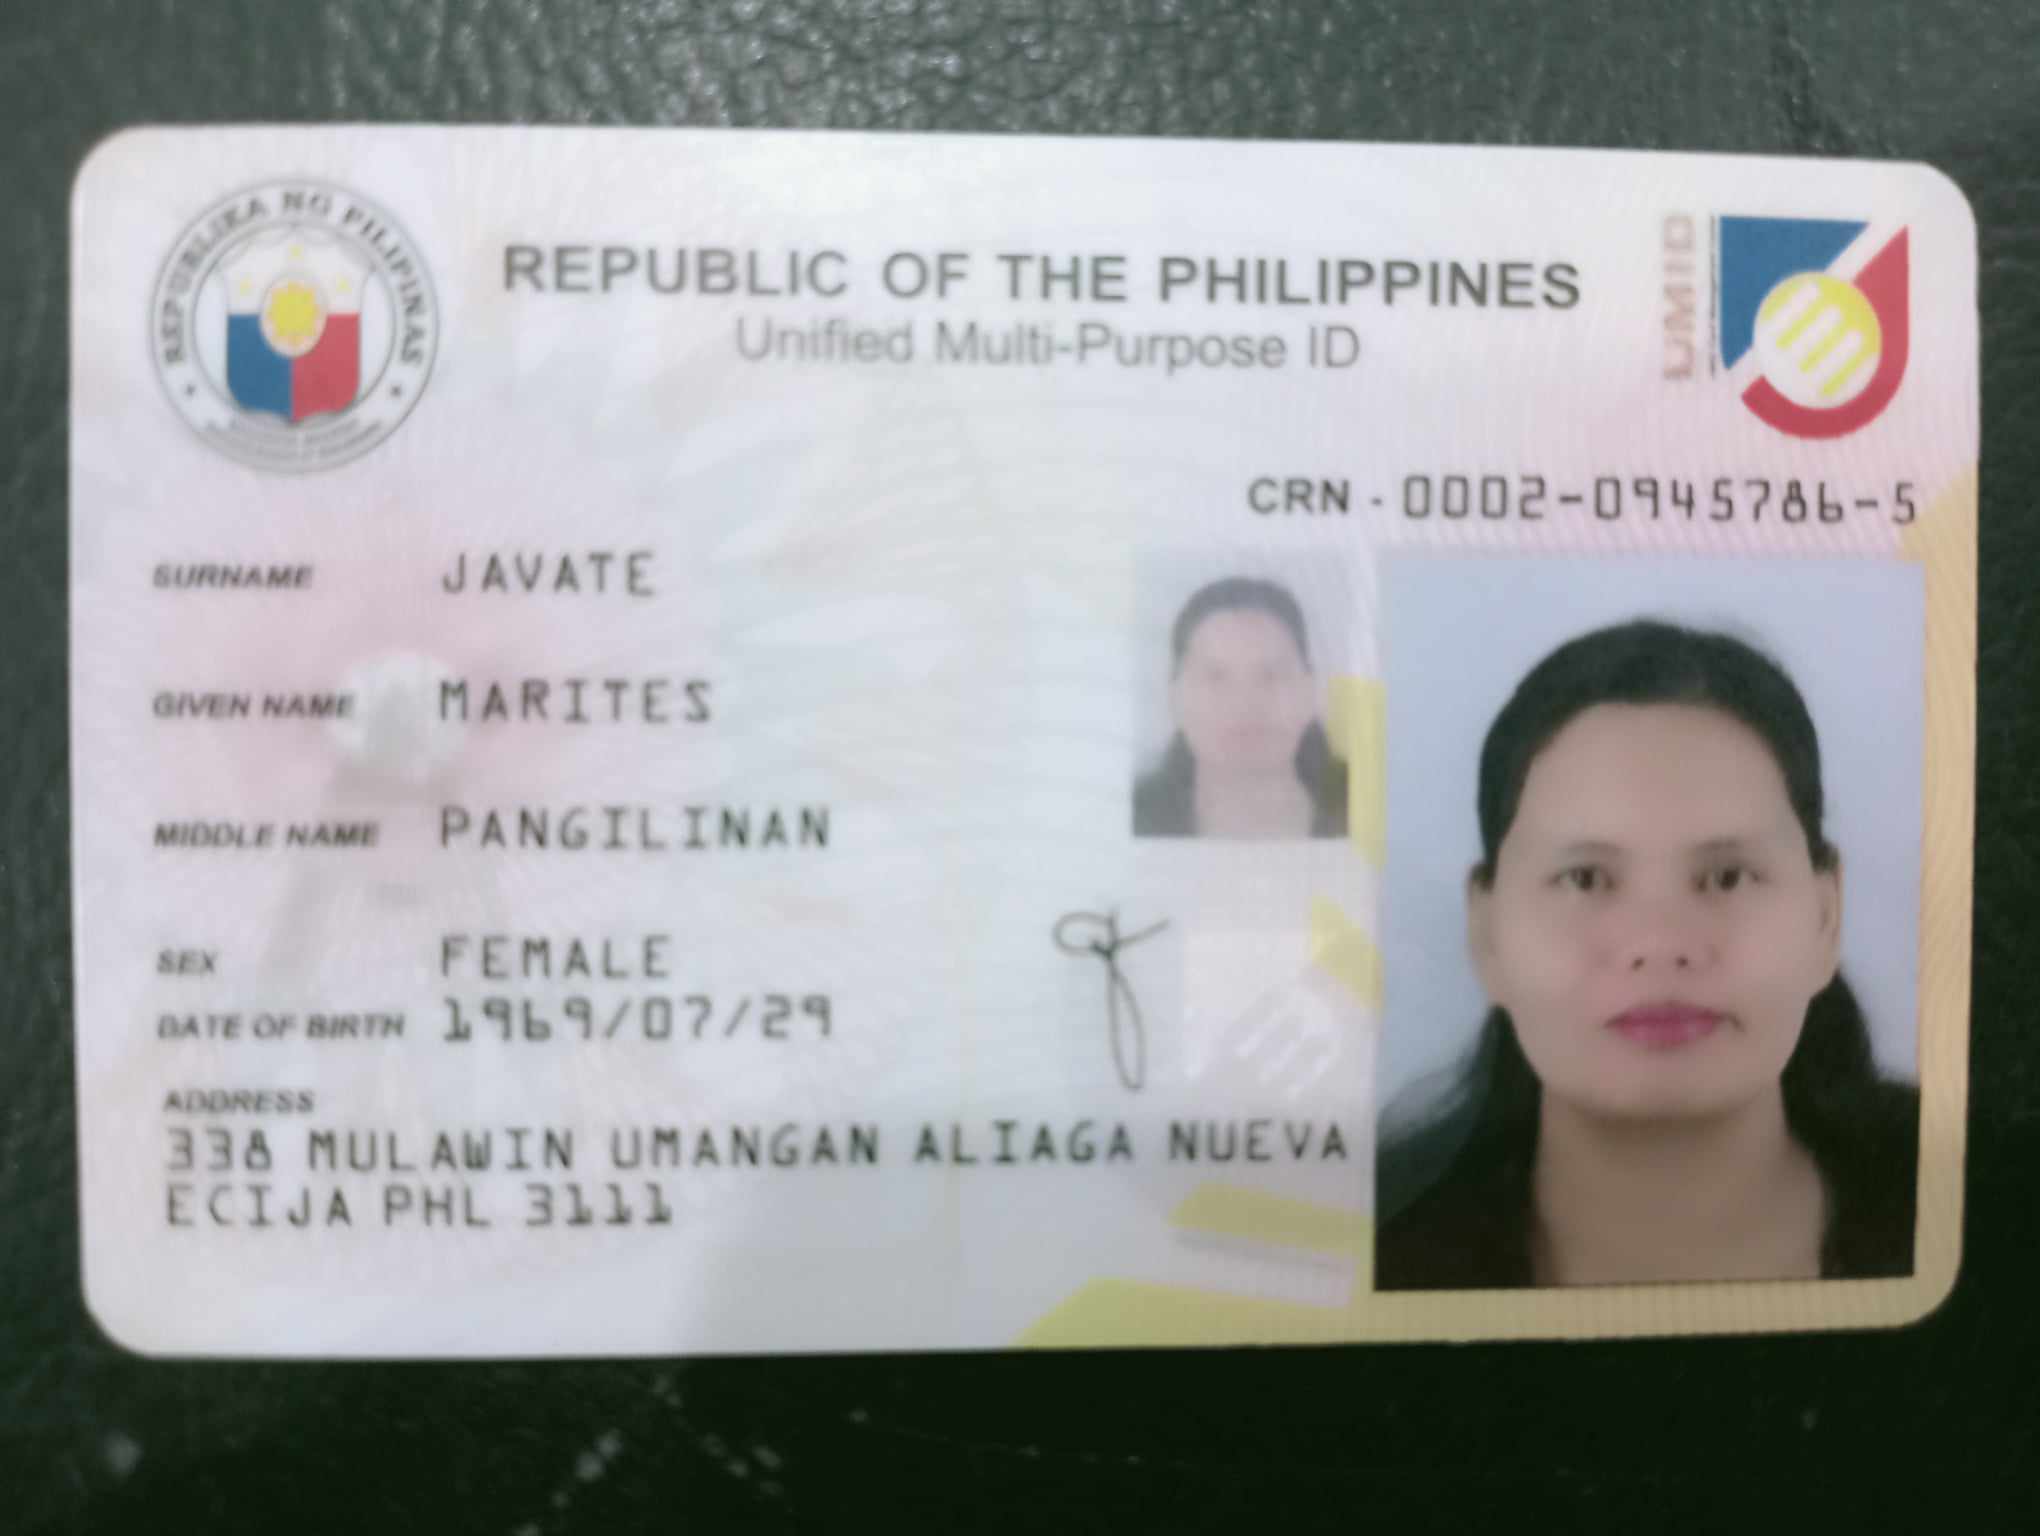 REPUBLIKA NG PILIPINAS
REPUBLIC OF THE PHILIPPINES
Unified Multi-Purpose ID
UMID
CRN - 0002-0945786-5
SURNAME JAVATE
GIVEN NAME MARITES
MIDDLE NAME PANGILINAN
SEX FEMALE
DATE OF BIRTH 1969/07/29
ADDRESS
338 MULAWIN UMANGAN ALIAGA NUEVA
ECIJA PHL 3111